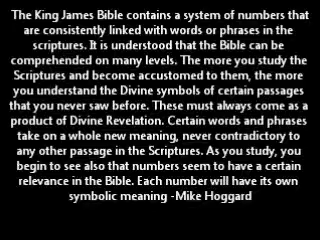 The King James Bible contains a system of numbers that
are consistently linked with words or phrases in the
scriptures. It is understood that the Bible can be
comprehended on many levels. The more you study the
Scriptures and become accustomed to them, the more
you understand the Divine symbols of certain passages
that you never saw before. These must always come as a
product of Divine Revelation. Certain words and phrases
take on a whole new meaning, never contradictory to
any other passage in the Scriptures. As you study, you
begin to see also that numbers seem to have a certain
relevance in the Bible. Each number will have its own
symbolic meaning -Mike Hoggard